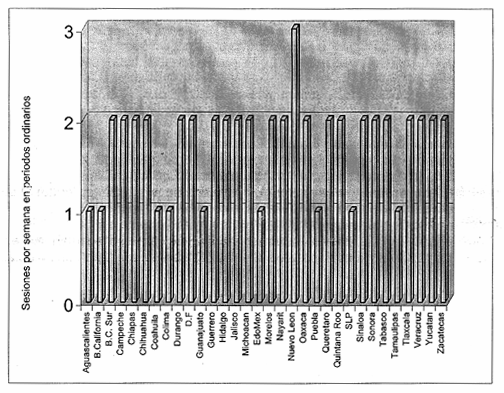 Sesiones por semana en periodos ordinarios
3
2
1
0
Aguascalientes
B.California
B.C. Sur
Campeche
Chiapas
Chihuahua
Coahuila
Colima
Durango
D.F
Guanajuato
Guerrero
Hidalgo
Jalisco
Michoacan
EdoMex
Morelos
Nayarit
Nuevo Leon
Oaxaca
Puebla
Queretaro
Quintana Roo
SLP
Sinaloa
Sonora
Tabasco
Tamaulipas
Tlaxcala
Veracruz
Yucatan
Zacatecas